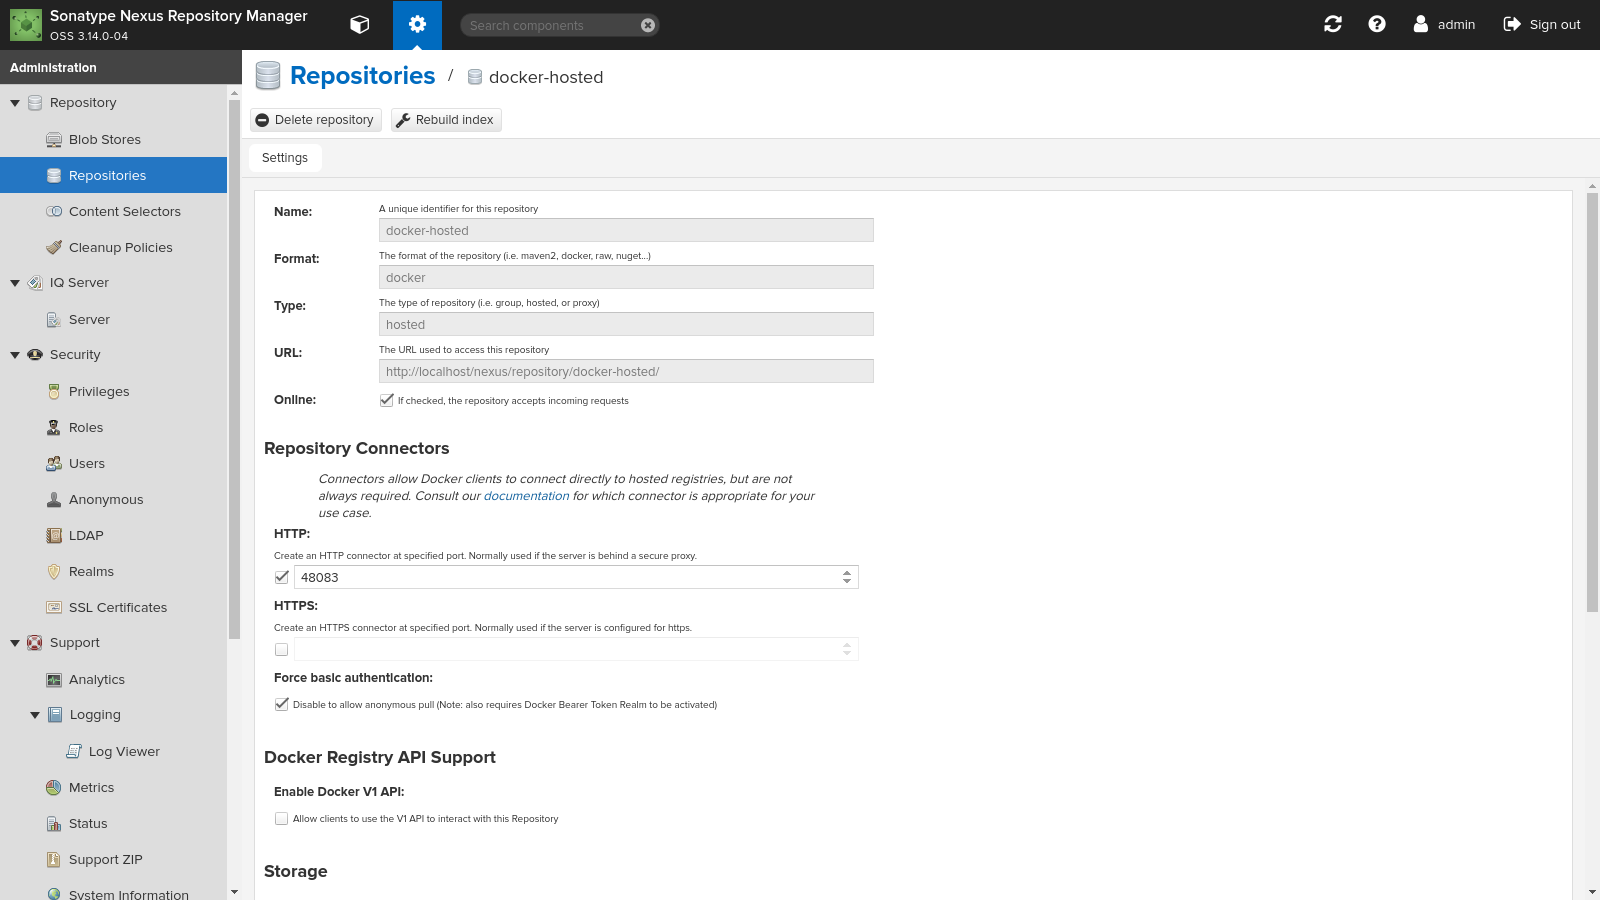 Sonatype Nexus Repository Manager
OSS 3.14.0-04
Search components
admin
Sign out
Administration
Repository
Blob Stores
Repositories
Content Selectors
Cleanup Policies
IQ Server
Server
Security
Privileges
Roles
Users
Anonymous
LDAP
Realms
SSL Certificates
Support
Analytics
Logging
Log Viewer
Metrics
Status
Support ZIP
System Information
Repositories / docker-hosted
Delete repository
Rebuild index
Settings
Name:
A unique identifier for this repository
docker-hosted
Format:
The format of the repository (i.e. maven2, docker, raw, nuget...)
docker
Type:
The type of repository (i.e. group, hosted, or proxy)
hosted
URL:
The URL used to access this repository
http://localhost/nexus/repository/docker-hosted/
Online:
If checked, the repository accepts incoming requests
Repository Connectors
Connectors allow Docker clients to connect directly to hosted registries, but are not
always required. Consult our documentation for which connector is appropriate for your
use case.
HTTP:
Create an HTTP connector at specified port. Normally used if the server is behind a secure proxy.
48083
HTTPS:
Create an HTTPS connector at specified port. Normally used if the server is configured for https.
Force basic authentication:
Disable to allow anonymous pull (Note: also requires Docker Bearer Token Realm to be activated)
Docker Registry API Support
Enable Docker V1 API:
Allow clients to use the V1 API to interact with this Repository
Storage